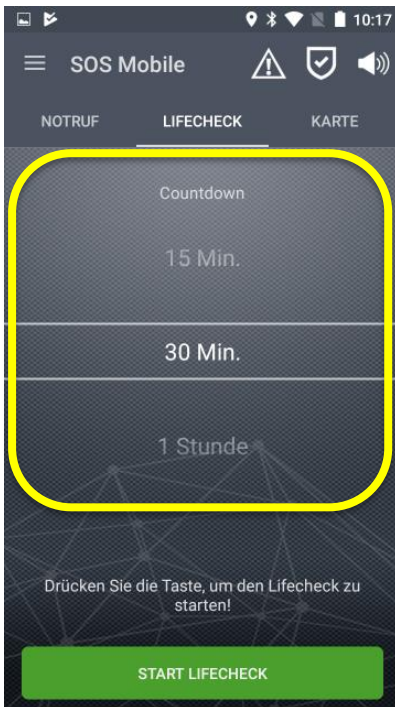 10:17
SOS Mobile
NOTRUF LIFECHECK KARTE
Countdown
15 Min.
30 Min.
1 Stunde
Drücken Sie die Taste, um den Lifecheck zu
starten!
START LIFECHECK